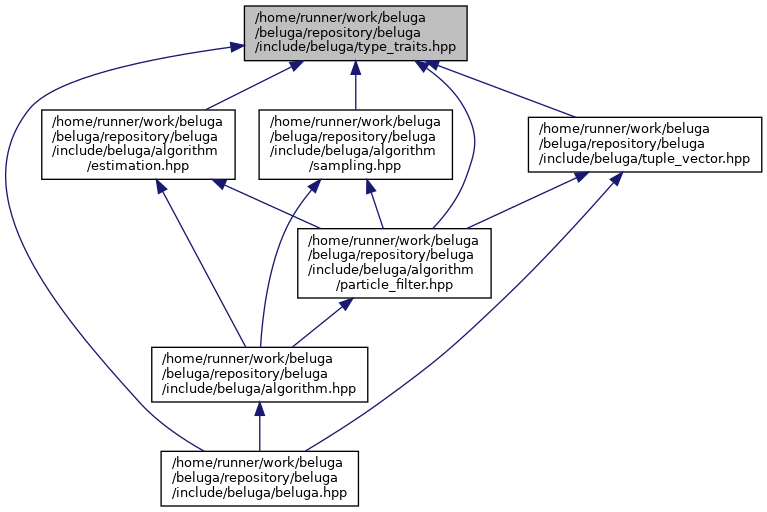 /home/runner/work/beluga
/beluga/repository/beluga
/include/beluga/type_traits.hpp
/home/runner/work/beluga
/beluga/repository/beluga
/include/beluga/algorithm
/estimation.hpp
/home/runner/work/beluga
/beluga/repository/beluga
/include/beluga/algorithm
/sampling.hpp
/home/runner/work/beluga
/beluga/repository/beluga
/include/beluga/tuple_vector.hpp
/home/runner/work/beluga
/beluga/repository/beluga
/include/beluga/algorithm
/particle_filter.hpp
/home/runner/work/beluga
/beluga/repository/beluga
/include/beluga/algorithm.hpp
/home/runner/work/beluga
/beluga/repository/beluga
/include/beluga/beluga.hpp